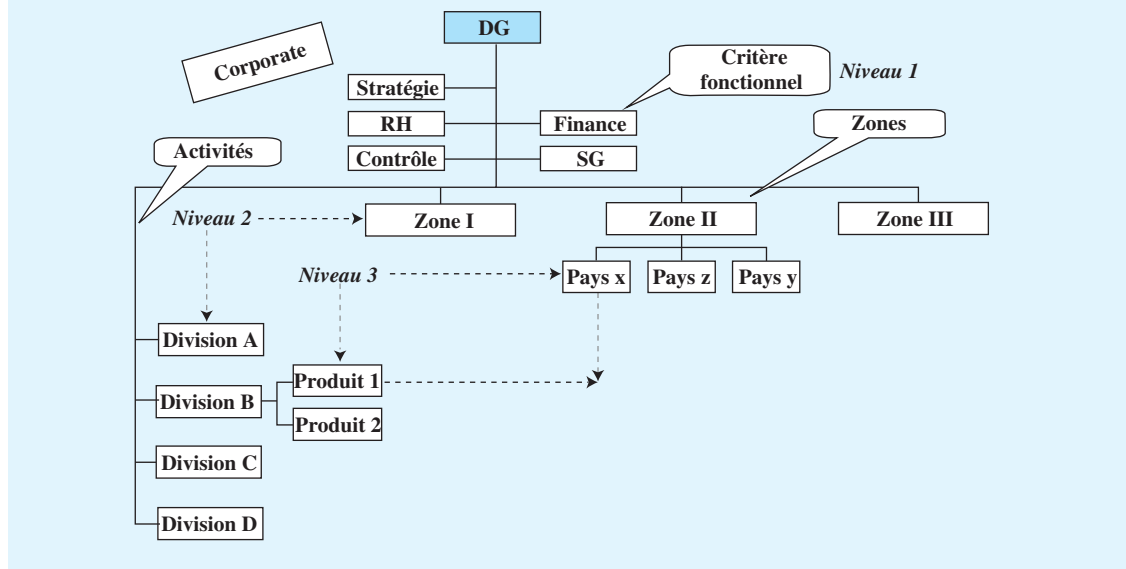 DG
Corporate
Critère
fonctionnel
Niveau 1
Stratégie
RH
Finance
Zones
Activités
Contrôle
SG
Niveau 2
Zone I
Zone II
Zone III
Niveau 3
Pays x
Pays z
Pays y
Division A
Produit 1
Division B
Produit 2
Division C
Division D